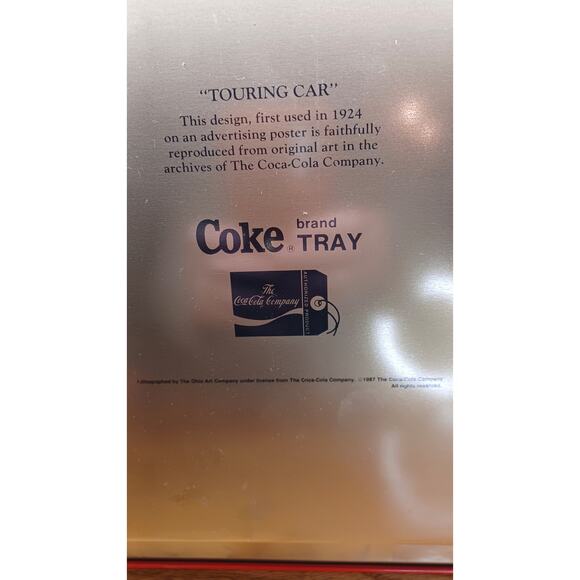 "TOURING CAR"
This design, first used in 1924
on an advertising poster is faithfully
reproduced from original art in the
archives of The Coca-Cola Company.
Coke® brand TRAY
The
Coca-Cola Company
AUTHORIZED PRODUCT
Lithographed by The Ohio Art Company under license from The Coca-Cola Company. ©1987 The Coca-Cola Company
All rights reserved.